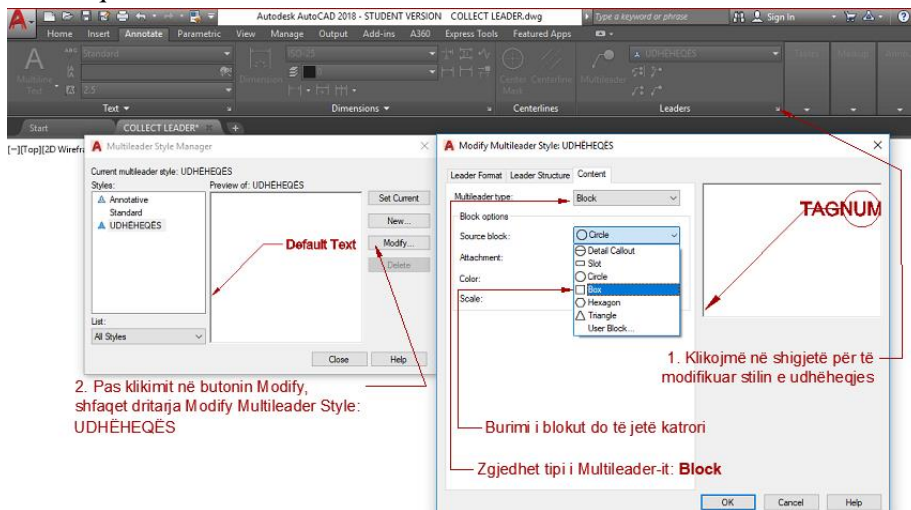 Autodesk AutoCAD 2018 - STUDENT VERSION COLLECT LEADER.dwg
Type a keyword or phrase
Sign In
Home Insert Annotate Parametric View Manage Output Add-ins A360 Express Tools Featured Apps
Standard
ISO-25
UDHËHEQËS
Multiline
Text
2.5
Dimension
Center Centerline
Mark
Multileader
Text
Dimensions
Centerlines
Leaders
Start
COLLECT LEADER*
[−][Top][2D Wirefr
Multileader Style Manager
Current multileader style: UDHËHEQËS
Styles:
Preview of: UDHËHEQËS
Annotative
Standard
UDHËHEQËS
Default Text
Set Current
New...
Modify...
Delete
List:
All Styles
Close
Help
2. Pas klikimit në butonin Modify,
shfaqet dritarja Modify Multileader Style:
UDHËHEQËS
Modify Multileader Style: UDHËHEQËS
Leader Format Leader Structure Content
Multileader type:
Block
Block options
Source block:
Circle
Attachment:
Color:
Scale:
Detail Callout
Slot
Circle
Box
Hexagon
Triangle
User Block...
TAGNUM
1. Klikojmë në shigjetë për të
modifikuar stilin e udhëheqjes
Burimi i blokut do të jetë katrori
Zgjedhet tipi i Multileader-it: Block
OK
Cancel
Help